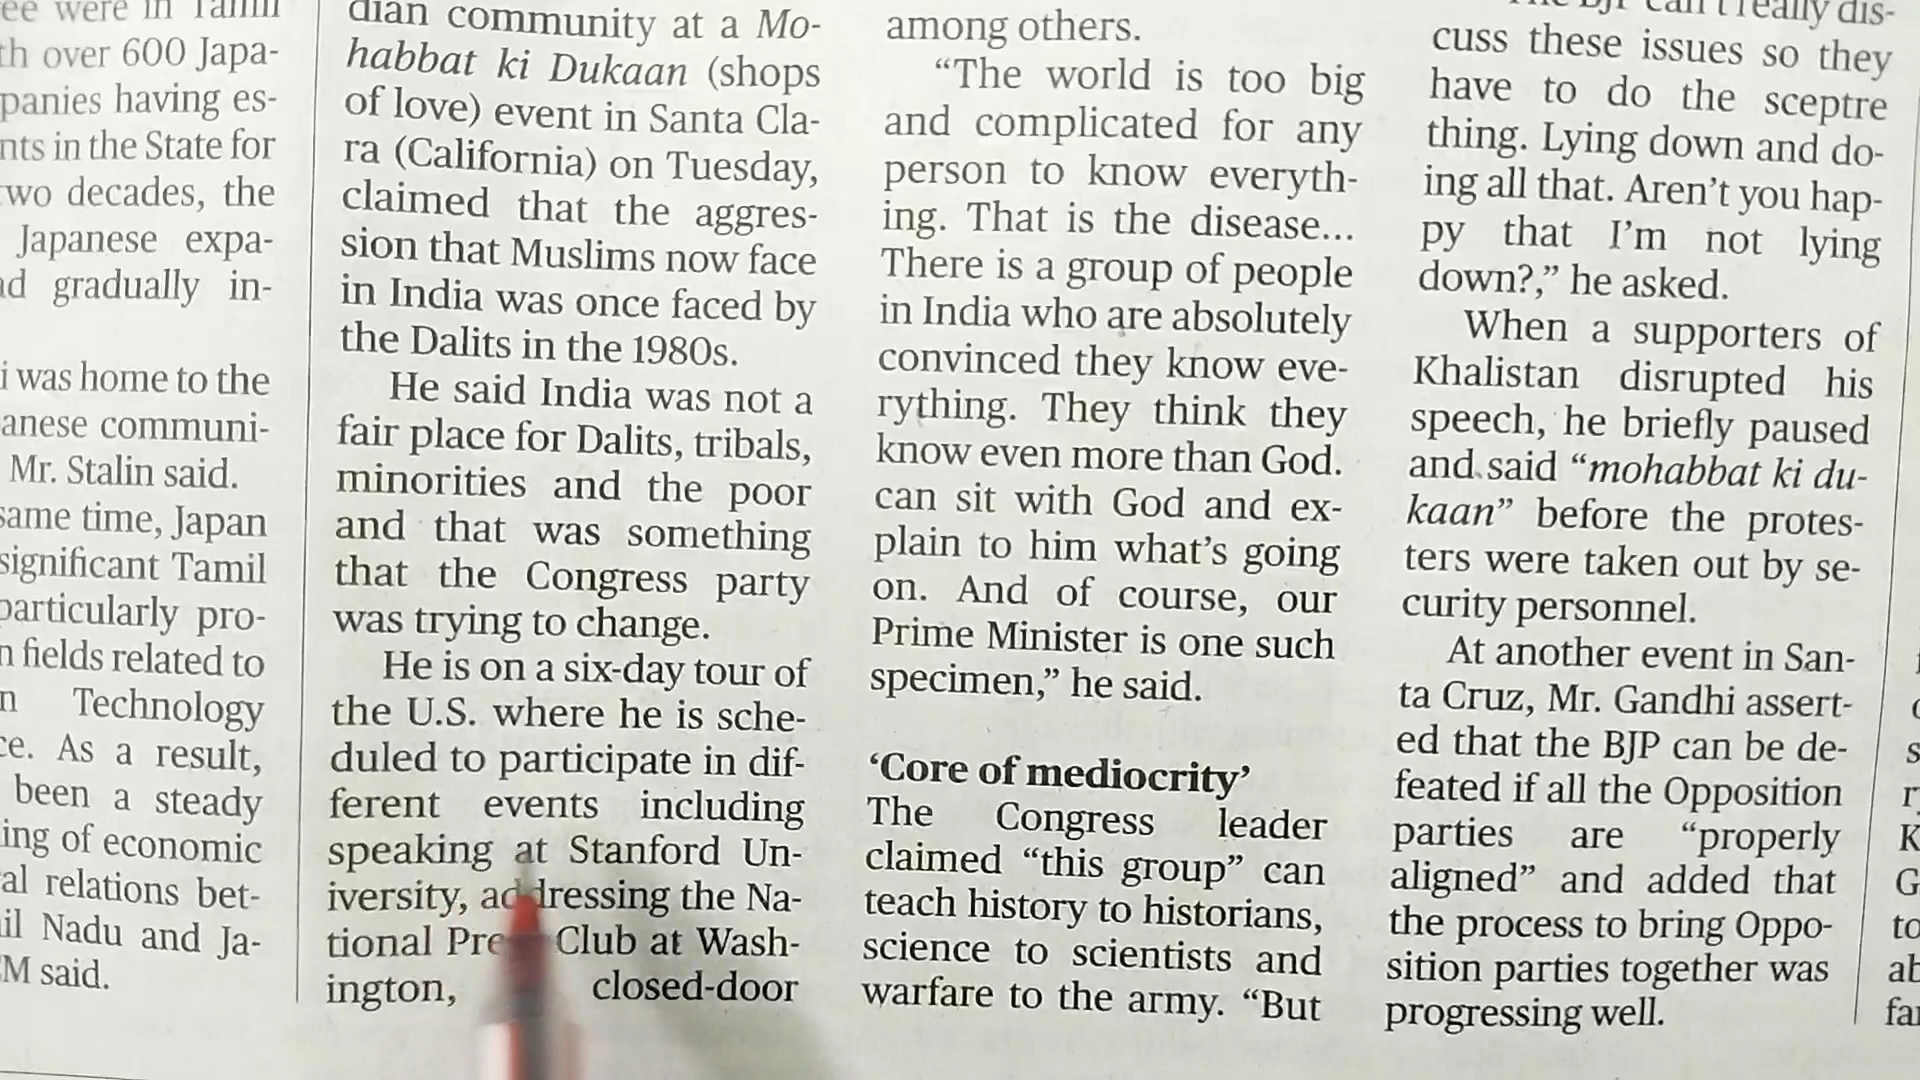 ee were in Tamil
th over 600 Japa-
panies having es-
nts in the State for
two decades, the
Japanese expa-
nd gradually in-
i was home to the
anese communi-
Mr. Stalin said.
same time, Japan
significant Tamil
particularly pro-
n fields related to
n Technology
ce. As a result,
been a steady
ing of economic
al relations bet-
il Nadu and Ja-
CM said.
dian community at a Mo-
habbat ki Dukaan (shops
of love) event in Santa Cla-
ra (California) on Tuesday,
claimed that the aggres-
sion that Muslims now face
in India was once faced by
the Dalits in the 1980s.
He said India was not a
fair place for Dalits, tribals,
minorities and the poor
and that was something
that the Congress party
was trying to change.
He is on a six-day tour of
the U.S. where he is sche-
duled to participate in dif-
ferent events including
speaking at Stanford Un-
iversity, addressing the Na-
tional Press Club at Wash-
ington, closed-door
among others.
“The world is too big
and complicated for any
person to know everyth-
ing. That is the disease...
There is a group of people
in India who are absolutely
convinced they know eve-
rything. They think they
know even more than God.
can sit with God and ex-
plain to him what’s going
on. And of course, our
Prime Minister is one such
specimen,” he said.
‘Core of mediocrity’
The Congress leader
claimed “this group” can
teach history to historians,
science to scientists and
warfare to the army. “But
The BJP can’t really dis-
cuss these issues so they
have to do the sceptre
thing. Lying down and do-
ing all that. Aren’t you hap-
py that I’m not lying
down?,” he asked.
When a supporters of
Khalistan disrupted his
speech, he briefly paused
and said “mohabbat ki du-
kaan” before the protes-
ters were taken out by se-
curity personnel.
At another event in San-
ta Cruz, Mr. Gandhi assert-
ed that the BJP can be de-
feated if all the Opposition
parties are “properly
aligned” and added that
the process to bring Oppo-
sition parties together was
progressing well.